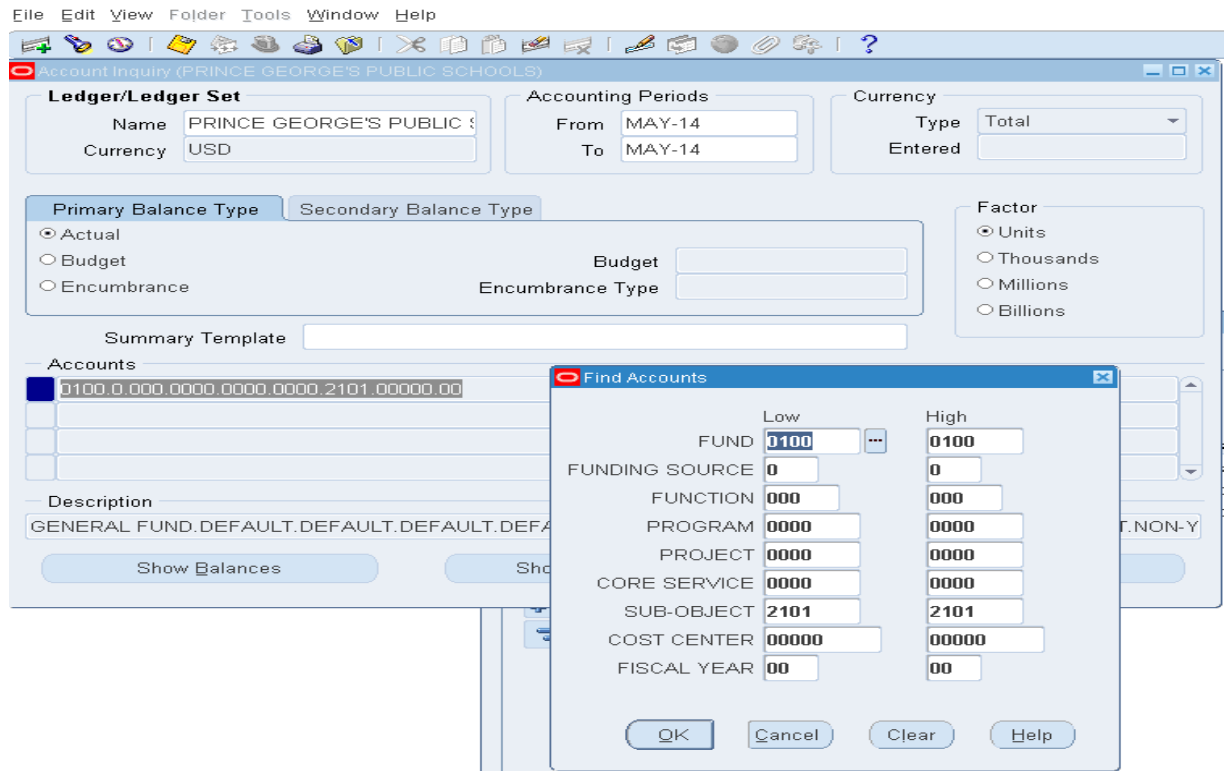 File Edit View Folder Tools Window Help
Account Inquiry (PRINCE GEORGE'S PUBLIC SCHOOLS)
Ledger/Ledger Set
Name PRINCE GEORGE'S PUBLIC S
Currency USD
Accounting Periods
From MAY-14
To MAY-14
Currency
Type Total
Entered
Primary Balance Type Secondary Balance Type
Actual
Budget Budget
Encumbrance Encumbrance Type
Factor
Units
Thousands
Millions
Billions
Summary Template
Accounts
0100.0.000.0000.0000.0000.2101.00000.00
Description
GENERAL FUND.DEFAULT.DEFAULT.DEFAULT.DEFA
T.NON-Y
Show Balances
Sho
Find Accounts
Low High
FUND 0100 ... 0100
FUNDING SOURCE 0 0
FUNCTION 000 000
PROGRAM 0000 0000
PROJECT 0000 0000
CORE SERVICE 0000 0000
SUB-OBJECT 2101 2101
COST CENTER 00000 00000
FISCAL YEAR 00 00
OK Cancel Clear Help